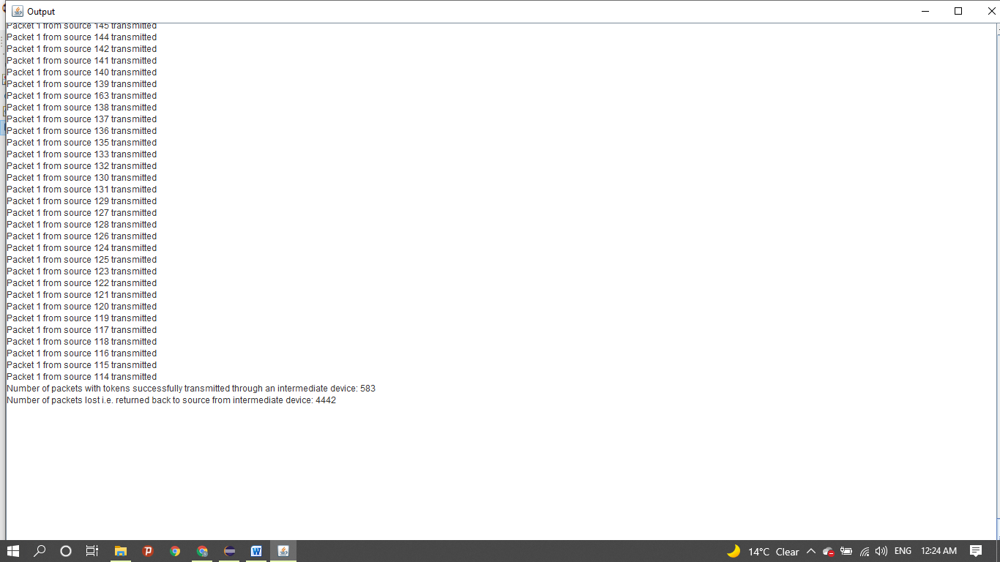 Output
Packet 1 from source 145 transmitted
Packet 1 from source 144 transmitted
Packet 1 from source 142 transmitted
Packet 1 from source 141 transmitted
Packet 1 from source 140 transmitted
Packet 1 from source 139 transmitted
Packet 1 from source 163 transmitted
Packet 1 from source 138 transmitted
Packet 1 from source 137 transmitted
Packet 1 from source 136 transmitted
Packet 1 from source 135 transmitted
Packet 1 from source 133 transmitted
Packet 1 from source 132 transmitted
Packet 1 from source 130 transmitted
Packet 1 from source 131 transmitted
Packet 1 from source 129 transmitted
Packet 1 from source 127 transmitted
Packet 1 from source 128 transmitted
Packet 1 from source 126 transmitted
Packet 1 from source 124 transmitted
Packet 1 from source 125 transmitted
Packet 1 from source 123 transmitted
Packet 1 from source 122 transmitted
Packet 1 from source 121 transmitted
Packet 1 from source 120 transmitted
Packet 1 from source 119 transmitted
Packet 1 from source 117 transmitted
Packet 1 from source 118 transmitted
Packet 1 from source 116 transmitted
Packet 1 from source 115 transmitted
Packet 1 from source 114 transmitted
Number of packets with tokens successfully transmitted through an intermediate device: 583
Number of packets lost i.e. returned back to source from intermediate device: 4442
14°C Clear ENG 12:24 AM